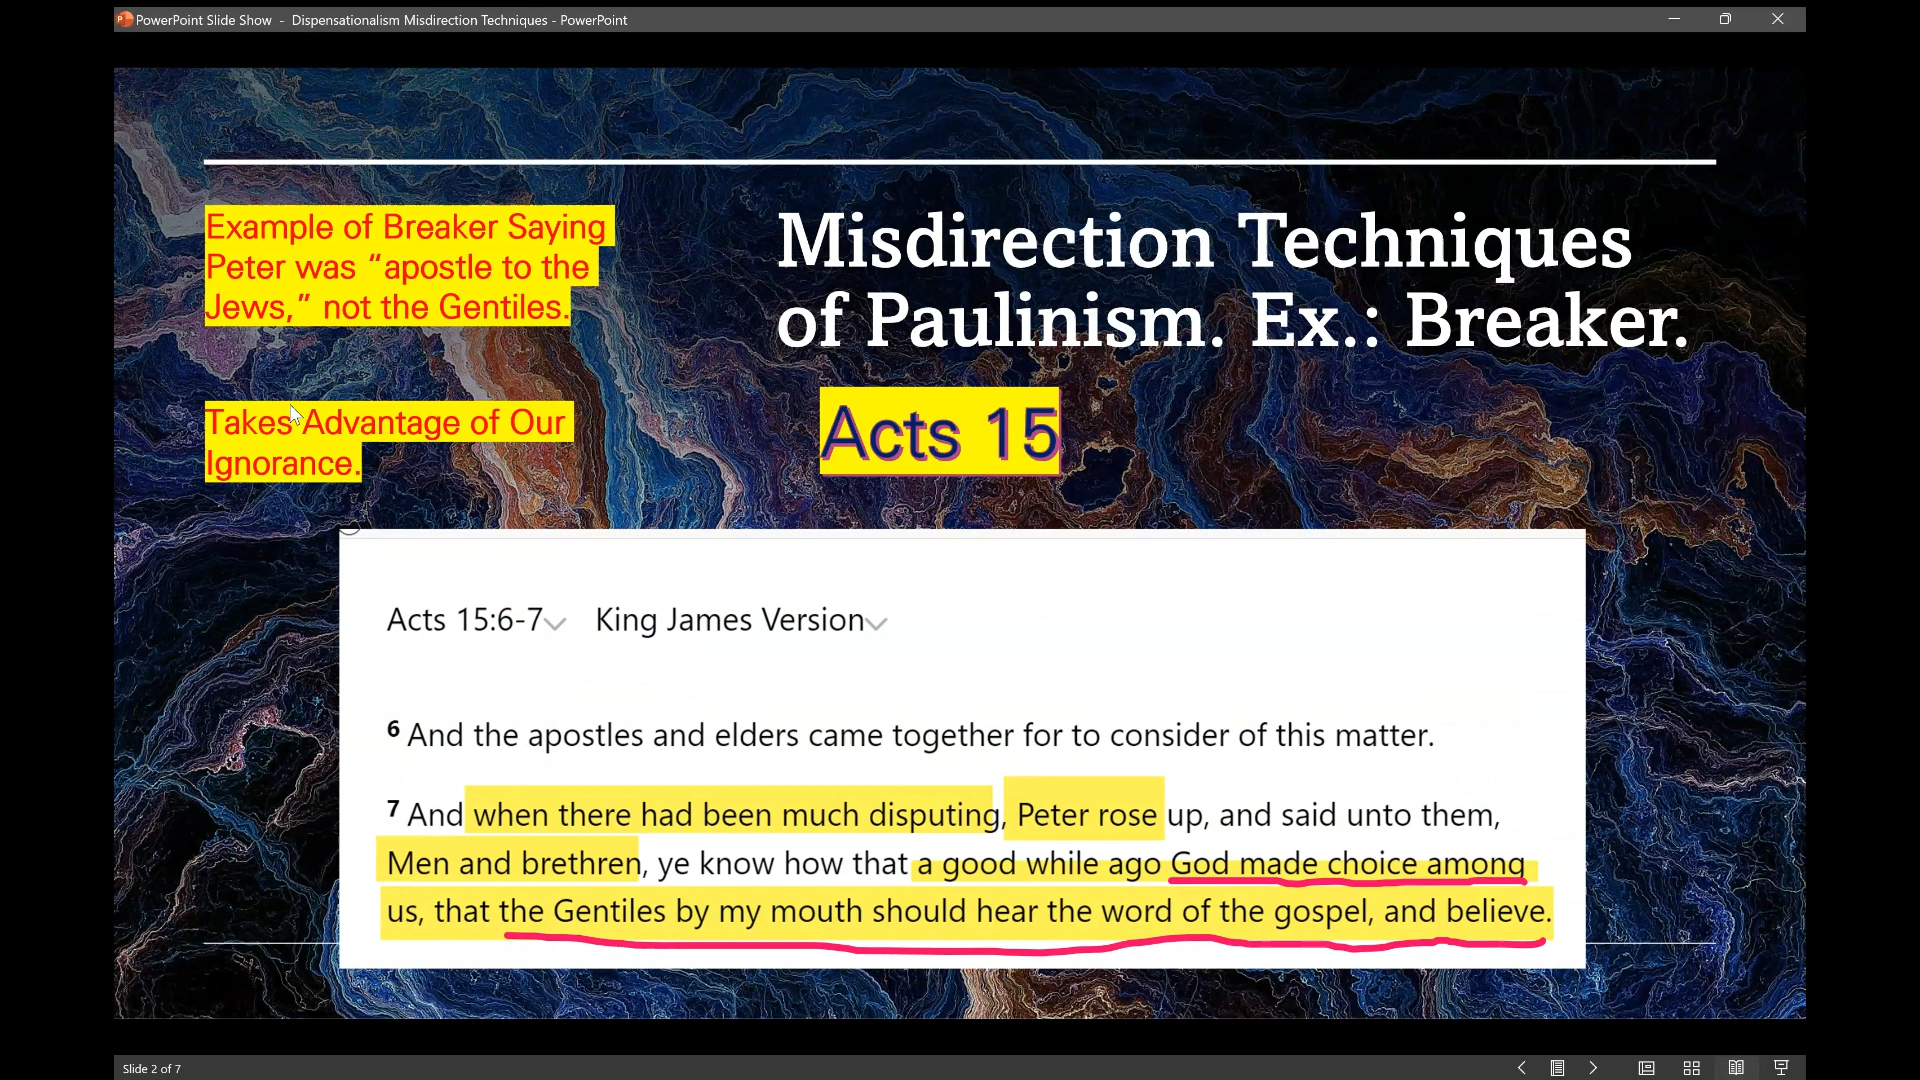 PowerPoint Slide Show - Dispensationalism Misdirection Techniques - PowerPoint
Example of Breaker Saying
Peter was “apostle to the
Jews,” not the Gentiles.
Takes Advantage of Our
Ignorance.
Misdirection Techniques
of Paulinism. Ex.: Breaker.
Acts 15
Acts 15:6-7 King James Version
6 And the apostles and elders came together for to consider of this matter.
7 And when there had been much disputing, Peter rose up, and said unto them,
Men and brethren, ye know how that a good while ago God made choice among
us, that the Gentiles by my mouth should hear the word of the gospel, and believe.
Slide 2 of 7